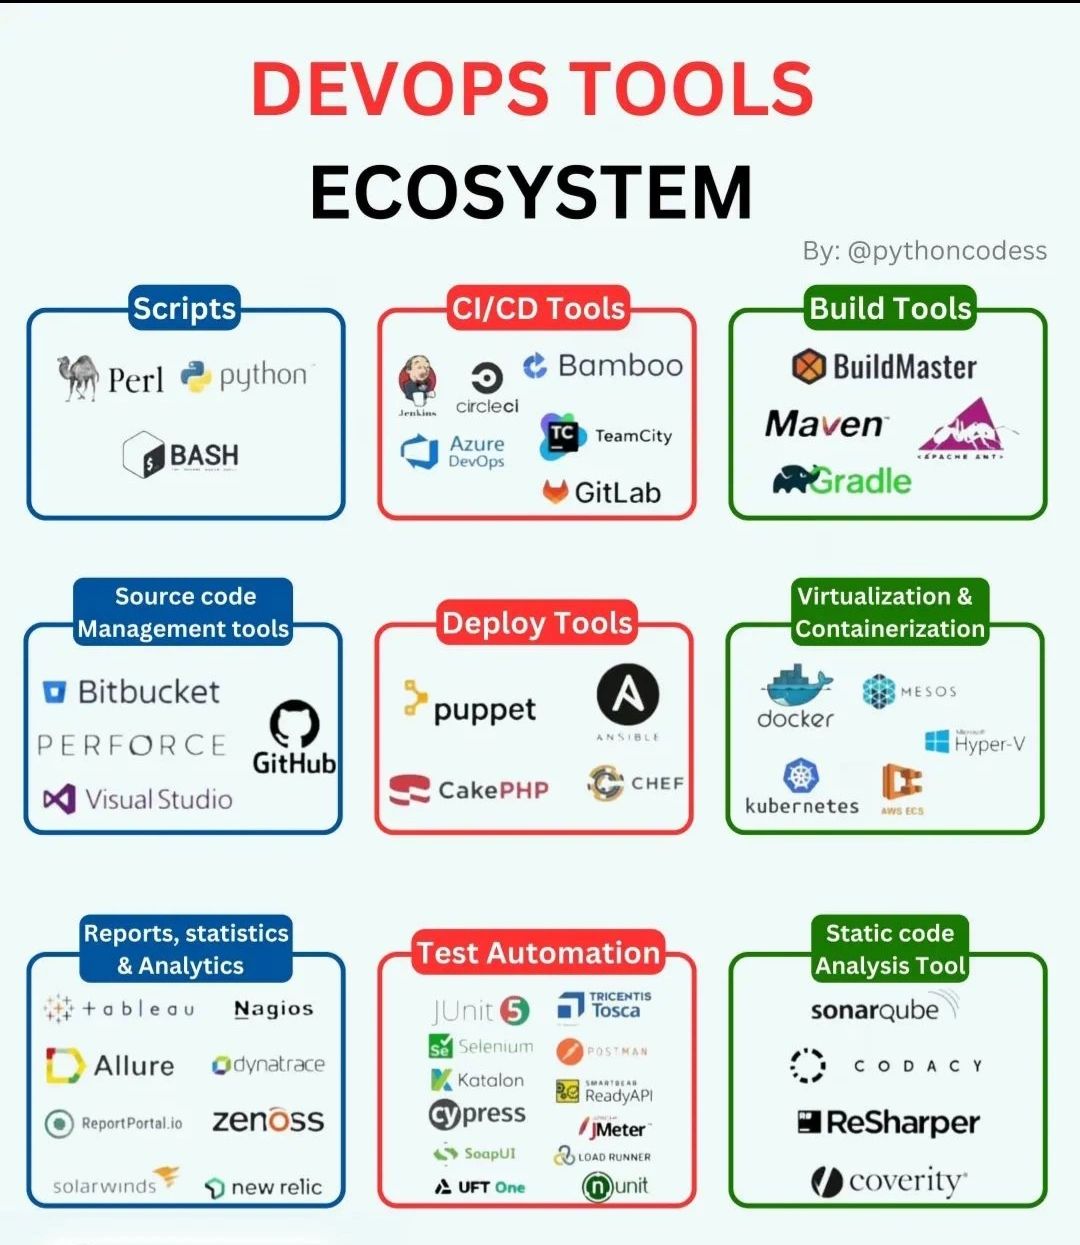 DEVOPS TOOLS
ECOSYSTEM
By: @pythoncodess
Scripts
Perl
python
BASH
$_
CI/CD Tools
Jenkins
circleci
Bamboo
Azure
DevOps
TC
TeamCity
GitLab
Build Tools
BuildMaster
Maven
APACHE ANT
Gradle
Source code
Management tools
Bitbucket
PERFORCE
GitHub
Visual Studio
Deploy Tools
puppet
A
ANSIBLE
CakePHP
CHEF
Virtualization &
Containerization
docker
MESOS
Microsoft
Hyper-V
kubernetes
AWS ECS
Reports, statistics
& Analytics
+ableau
Nagios
Allure
dynatrace
ReportPortal.io
zenoss
solarwinds
new relic
Test Automation
JUnit 5
TRICENTIS
Tosca
Se Selenium
POSTMAN
Katalon
SMARTBEAR
ReadyAPI
cypress
JMeter
SoapUI
LOAD RUNNER
UFT One
nunit
Static code
Analysis Tool
sonarqube
CODACY
ReSharper
coverity